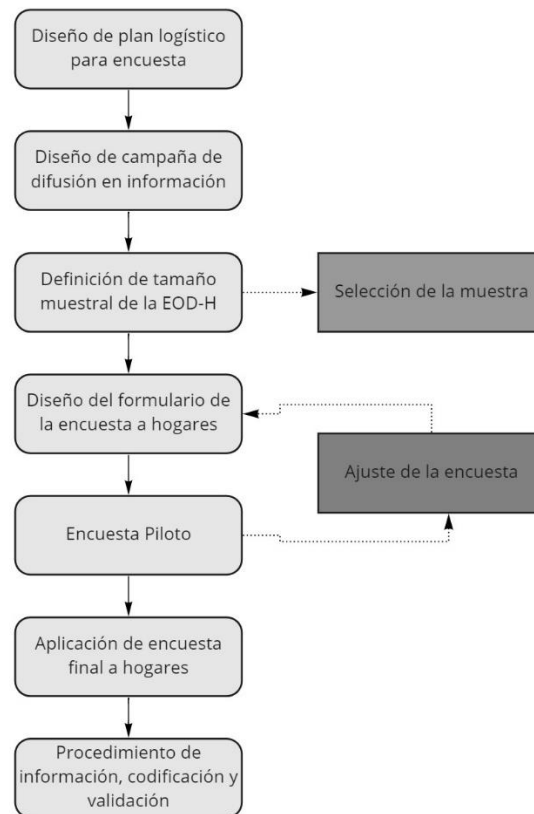 Diseño de plan logístico
para encuesta
Diseño de campaña de
difusión en información
Definición de tamaño
muestral de la EOD-H
Selección de la muestra
Diseño del formulario de
la encuesta a hogares
Ajuste de la encuesta
Encuesta Piloto
Aplicación de encuesta
final a hogares
Procedimiento de
información, codificación y
validación